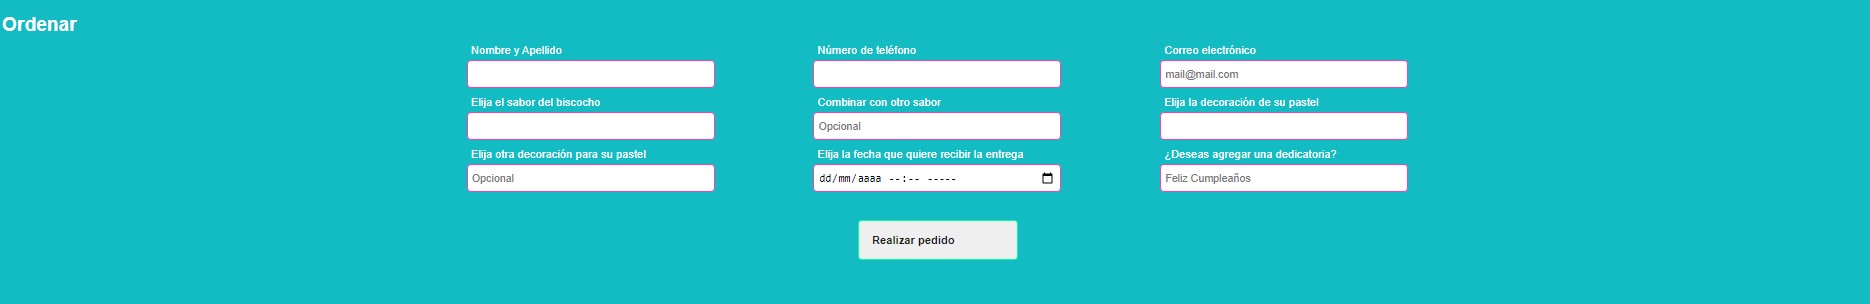 Ordenar
Nombre y Apellido
Número de teléfono
Correo electrónico
mail@mail.com
Elija el sabor del biscocho
Combinar con otro sabor
Elija la decoración de su pastel
Opcional
Elija otra decoración para su pastel
Elija la fecha que quiere recibir la entrega
¿Deseas agregar una dedicatoria?
Opcional
dd/mm/aaaa --:-- -----
Feliz Cumpleaños
Realizar pedido